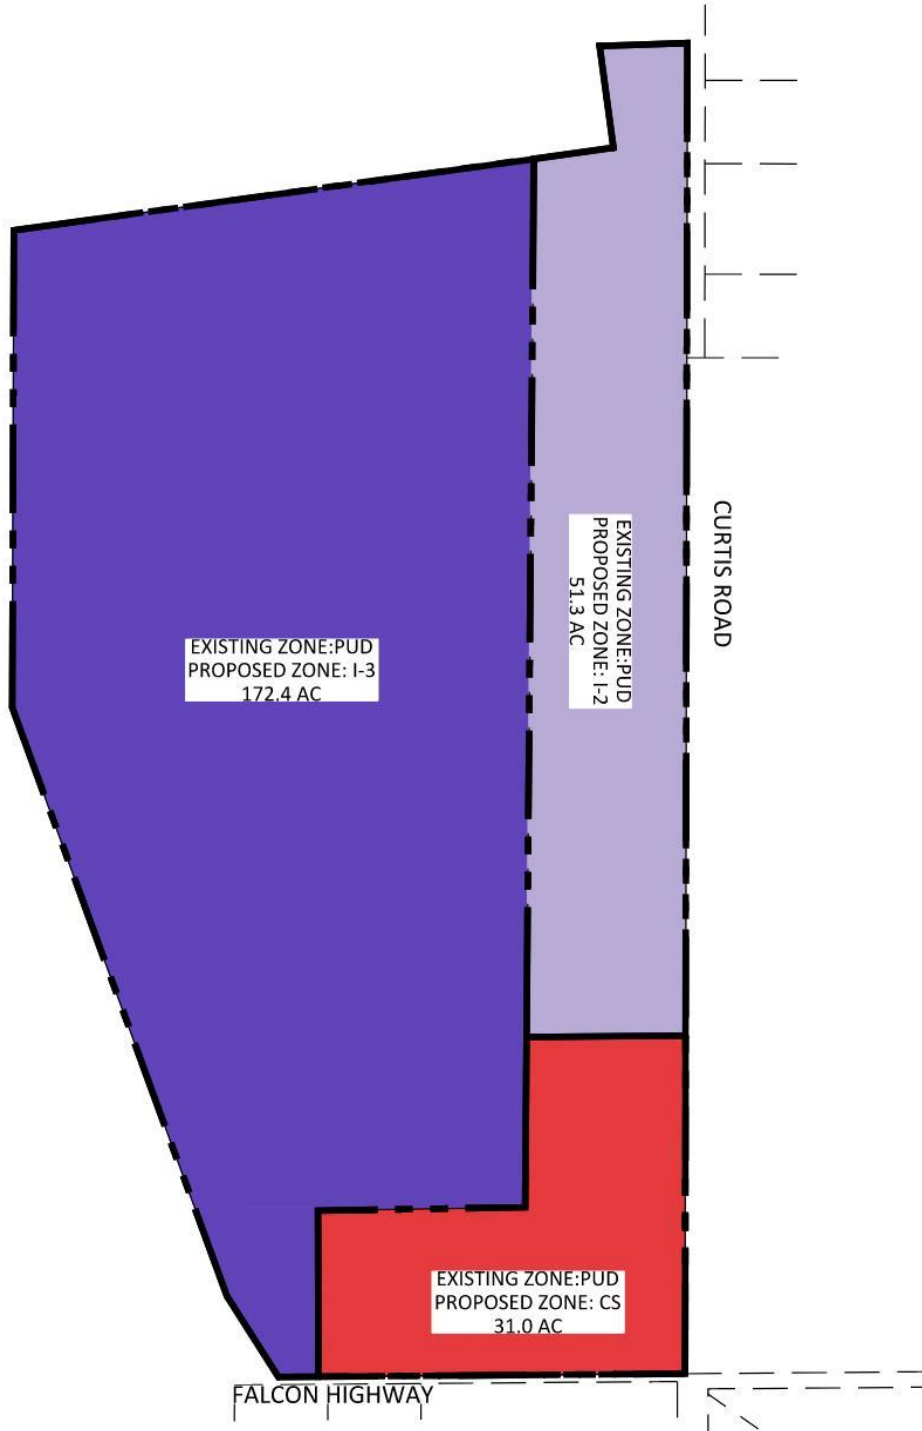 EXISTING ZONE:PUD
PROPOSED ZONE: I-2
51.3 AC
CURTIS ROAD
EXISTING ZONE:PUD
PROPOSED ZONE: I-3
172.4 AC
EXISTING ZONE:PUD
PROPOSED ZONE: CS
31.0 AC
FALCON HIGHWAY